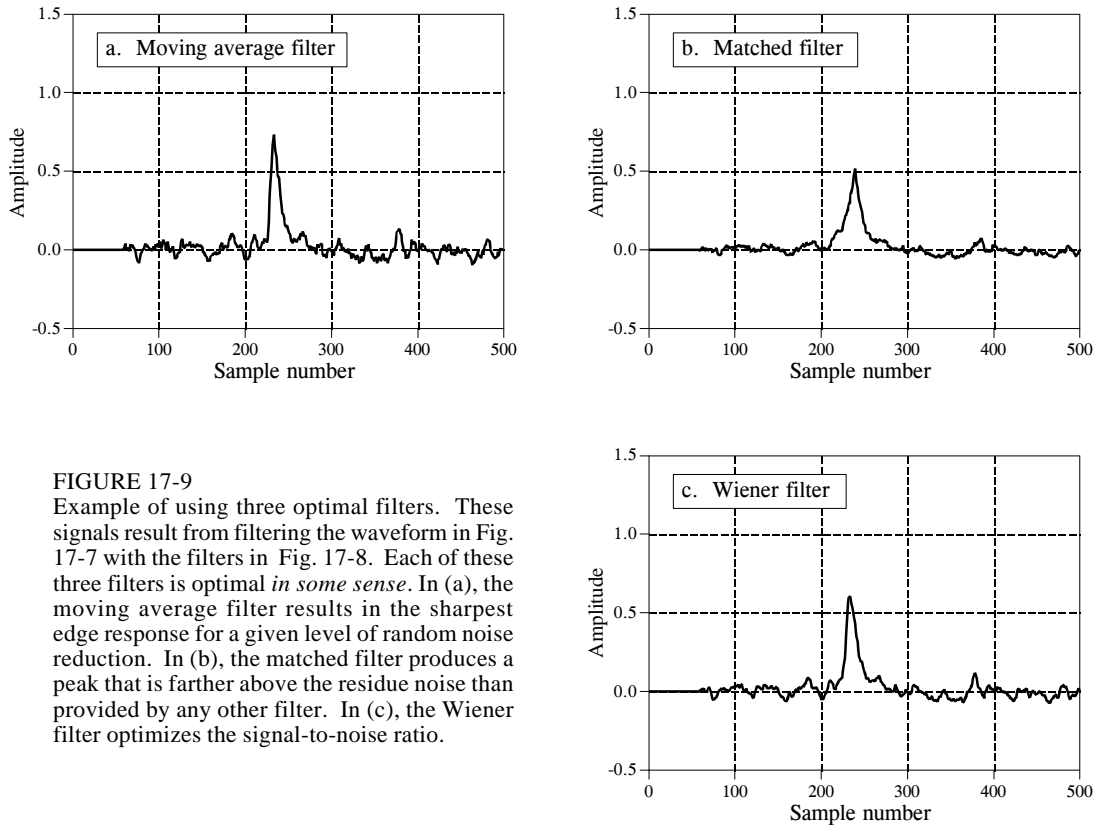 a. Moving average filter
1.5
1.0
0.5
0.0
-0.5
Amplitude
0 100 200 300 400 500
Sample number
b. Matched filter
1.5
1.0
0.5
0.0
-0.5
Amplitude
0 100 200 300 400 500
Sample number
FIGURE 17-9
Example of using three optimal filters. These
signals result from filtering the waveform in Fig.
17-7 with the filters in Fig. 17-8. Each of these
three filters is optimal in some sense. In (a), the
moving average filter results in the sharpest
edge response for a given level of random noise
reduction. In (b), the matched filter produces a
peak that is farther above the residue noise than
provided by any other filter. In (c), the Wiener
filter optimizes the signal-to-noise ratio.
c. Wiener filter
1.5
1.0
0.5
0.0
-0.5
Amplitude
0 100 200 300 400 500
Sample number